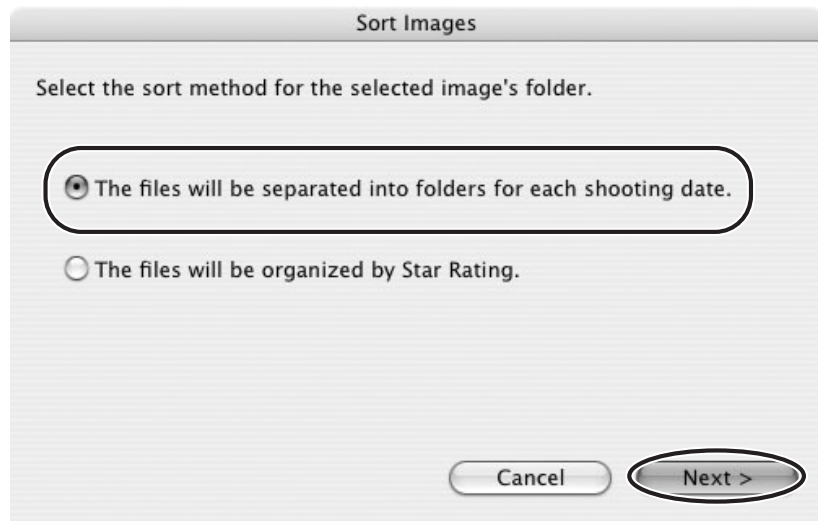 Sort Images
Select the sort method for the selected image's folder.
The files will be separated into folders for each shooting date.
The files will be organized by Star Rating.
Cancel
Next >